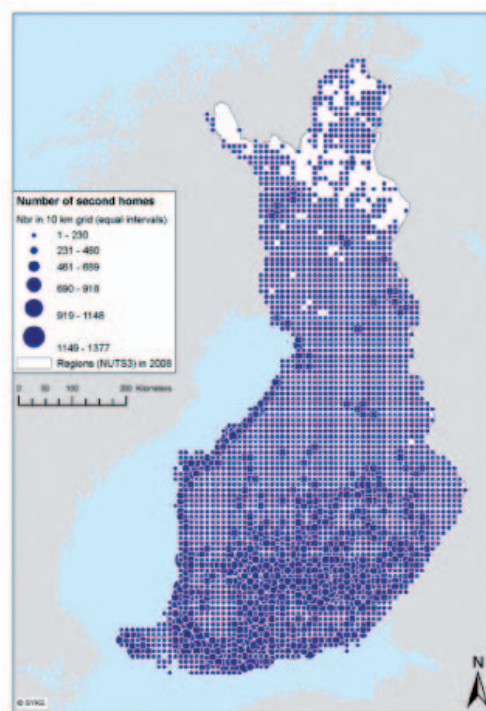 Number of second homes
Nbr in 10 km grid (equal intervals)
1 - 230
231 - 460
461 - 689
690 - 918
919 - 1148
1149 - 1377
Regions (NUTS3) in 2008
0 50 100 200 Kilometers
N
© SYKE